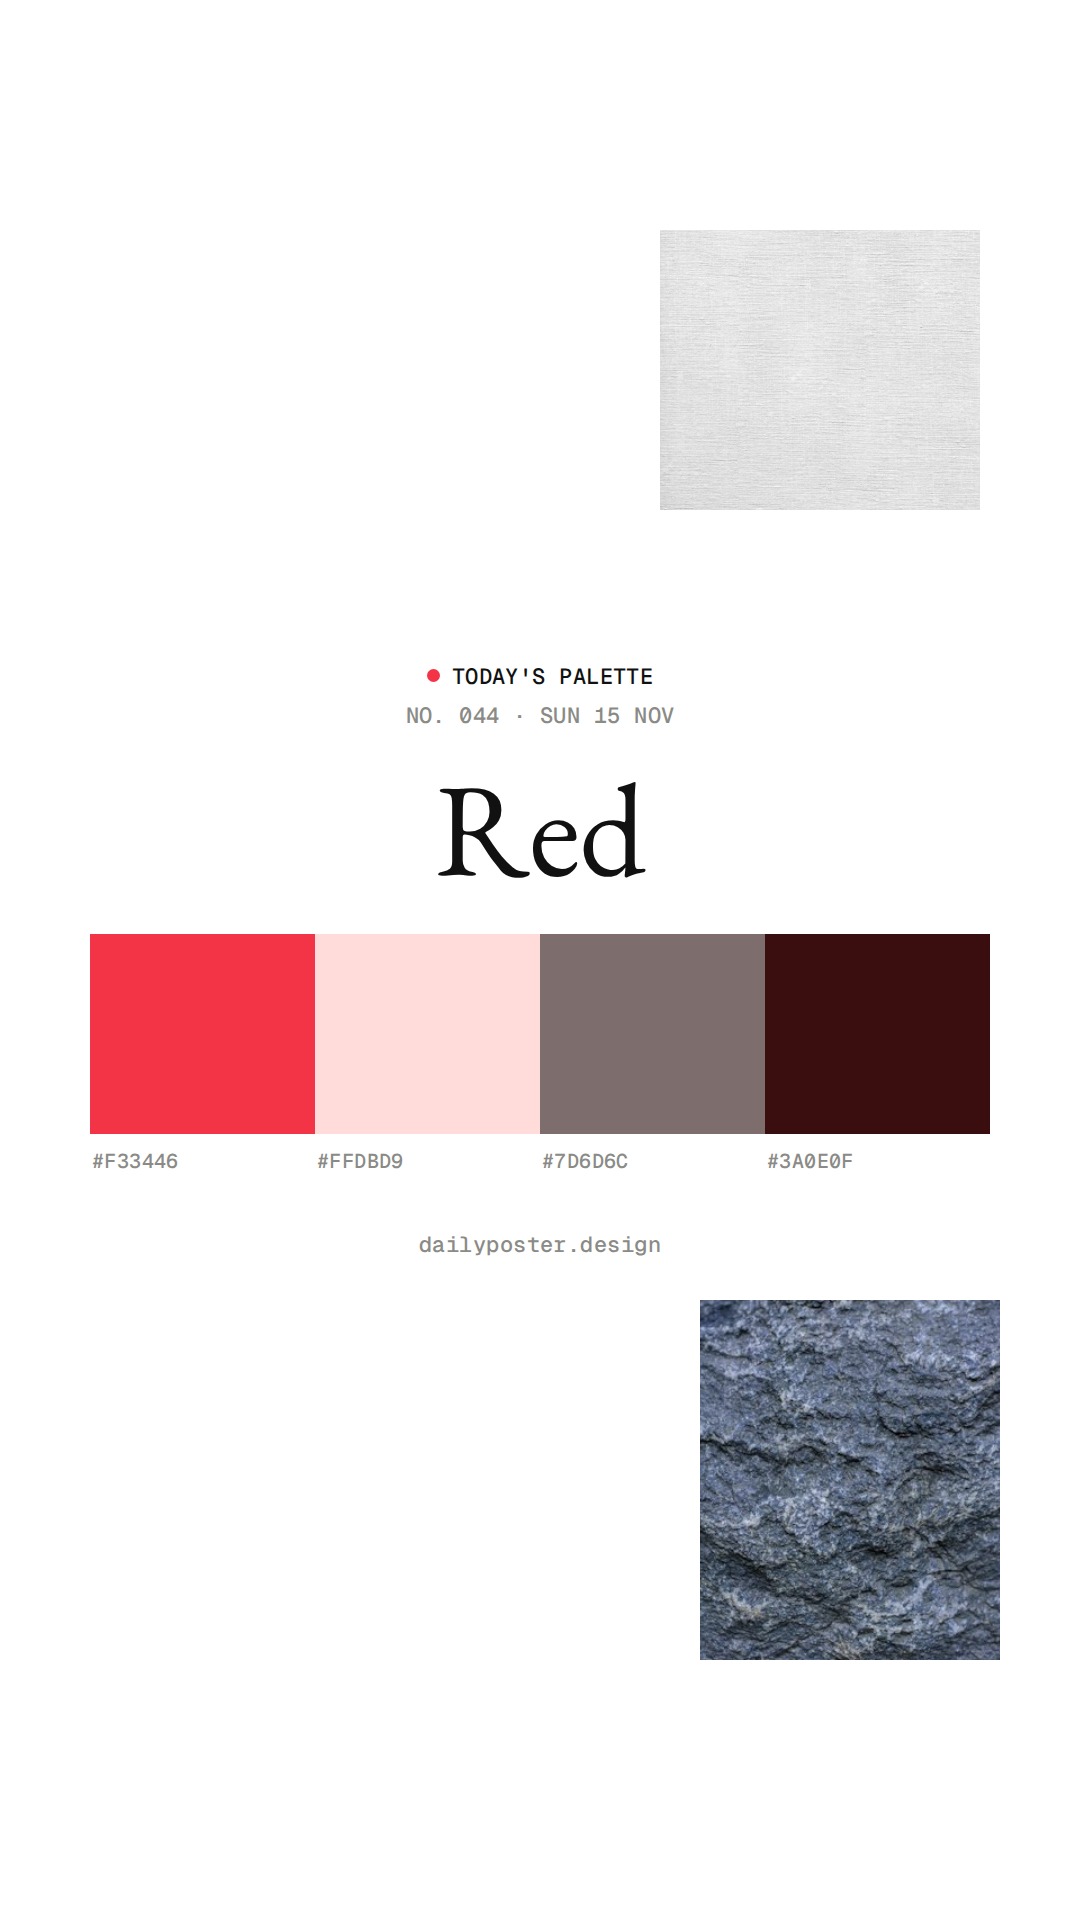 TODAY'S PALETTE
NO. 044 · SUN 15 NOV
Red
#F33446 #FFDBD9 #7D6D6C #3A0E0F
dailyposter.design